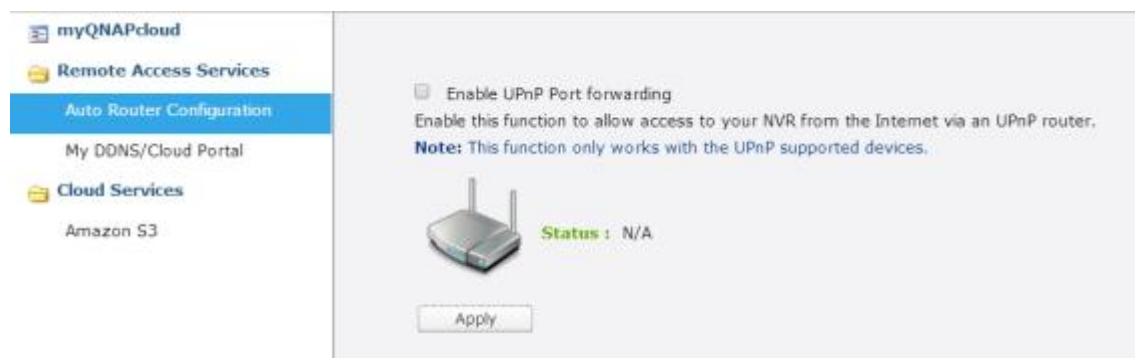 myQNAPcloud
Remote Access Services
Auto Router Configuration
My DDNS/Cloud Portal
Cloud Services
Amazon S3
Enable UPnP Port forwarding
Enable this function to allow access to your NVR from the Internet via an UPnP router.
Note: This function only works with the UPnP supported devices.
Status : N/A
Apply